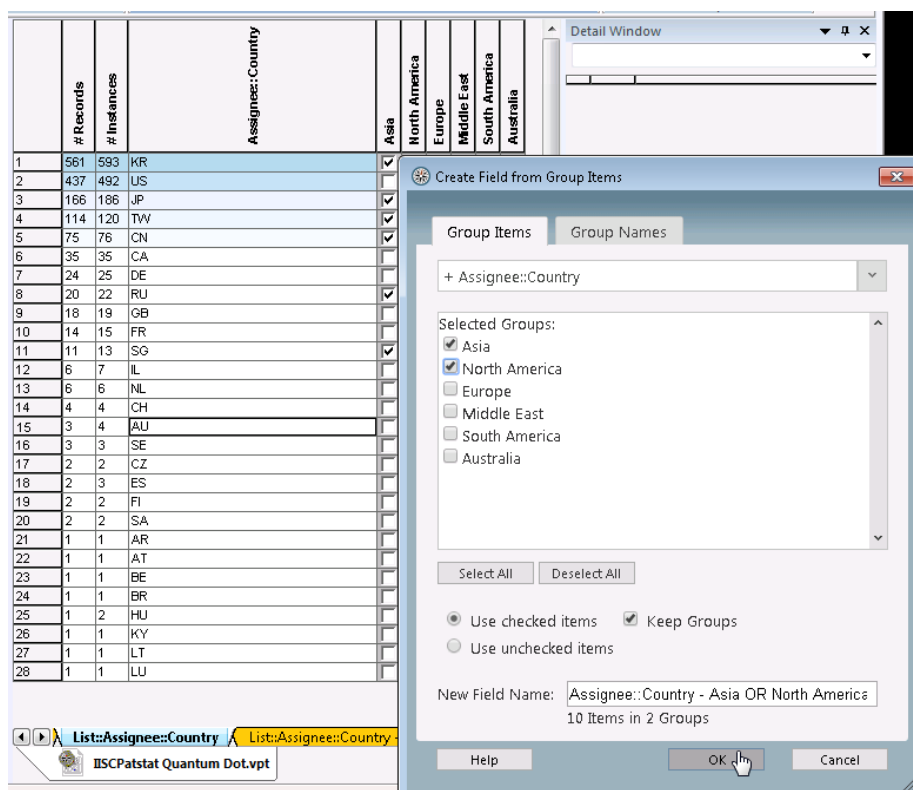 Detail Window
# Records # Instances Assignee::Country Asia North America Europe Middle East South America Australia
1 561 593 KR
2 437 492 US
3 166 186 JP
4 114 120 TW
5 75 76 CN
6 35 35 CA
7 24 25 DE
8 20 22 RU
9 18 19 GB
10 14 15 FR
11 11 13 SG
12 6 7 IL
13 6 6 NL
14 4 4 CH
15 3 4 AU
16 3 3 SE
17 2 2 CZ
18 2 3 ES
19 2 2 FI
20 2 2 SA
21 1 1 AR
22 1 1 AT
23 1 1 BE
24 1 1 BR
25 1 2 HU
26 1 1 KY
27 1 1 LT
28 1 1 LU
List::Assignee::Country List::Assignee::Country -
IISCPatstat Quantum Dot.vpt
Create Field from Group Items
Group Items Group Names
+ Assignee::Country
Selected Groups:
Asia
North America
Europe
Middle East
South America
Australia
Select All Deselect All
Use checked items Keep Groups
Use unchecked items
New Field Name: Assignee::Country - Asia OR North America
10 Items in 2 Groups
Help OK Cancel